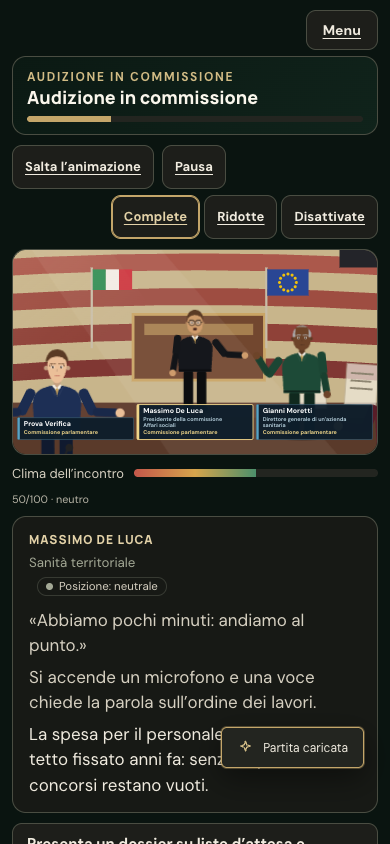 Menu
AUDIZIONE IN COMMISSIONE
Audizione in commissione
Salta l’animazione
Pausa
Complete
Ridotte
Disattivate
Prova Verifica
Commissione parlamentare
Massimo De Luca
Presidente della commissione
Affari sociali
Commissione parlamentare
Gianni Moretti
Direttore generale di un'azienda
sanitaria
Commissione parlamentare
Clima dell’incontro
50/100 · neutro
MASSIMO DE LUCA
Sanità territoriale
Posizione: neutrale
«Abbiamo pochi minuti: andiamo al
punto.»
Si accende un microfono e una voce
chiede la parola sull’ordine dei lavori.
La spesa per il personale
tetto fissato anni fa: senz
concorsi restano vuoti.
Partita caricata
Presenta un dossier su liste d’attesa e